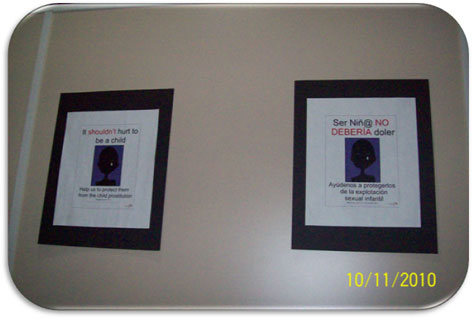 It shouldn't hurt to
be a child
Help us to protect them
from the child prostitution
Ser Niñ@ NO
DEBERÍA doler
Ayúdenos a protegerlos
de la explotación
sexual infantil
10/11/2010